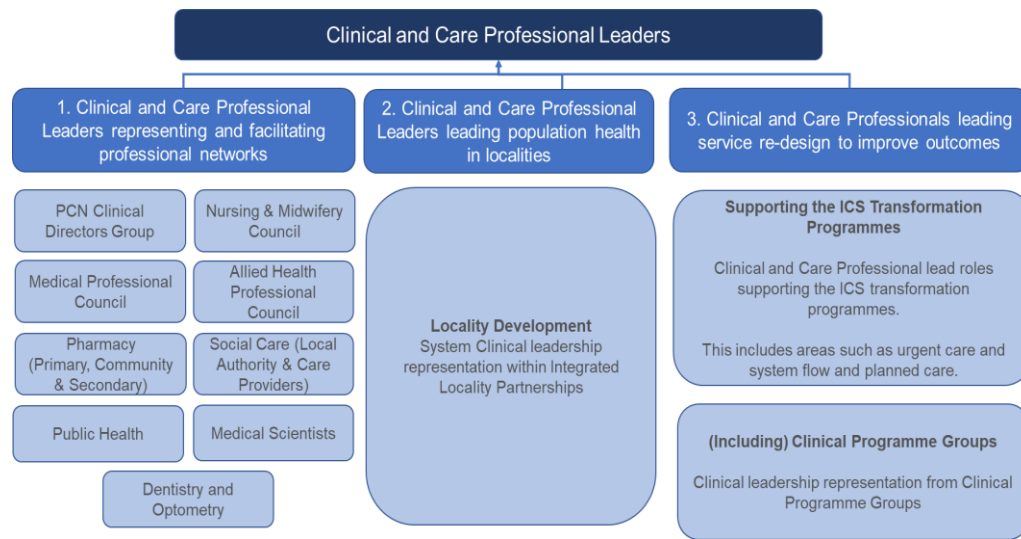 Clinical and Care Professional Leaders
1. Clinical and Care Professional
Leaders representing and facilitating
professional networks
2. Clinical and Care Professional
Leaders leading population health
in localities
3. Clinical and Care Professionals leading
service re-design to improve outcomes
PCN Clinical
Directors Group
Nursing & Midwifery
Council
Medical Professional
Council
Allied Health
Professional
Council
Pharmacy
(Primary, Community
& Secondary)
Social Care (Local
Authority & Care
Providers)
Public Health
Medical Scientists
Dentistry and
Optometry
Locality Development
System Clinical leadership
representation within Integrated
Locality Partnerships
Supporting the ICS Transformation
Programmes
Clinical and Care Professional lead roles
supporting the ICS transformation
programmes.
This includes areas such as urgent care and
system flow and planned care.
(Including) Clinical Programme Groups
Clinical leadership representation from Clinical
Programme Groups